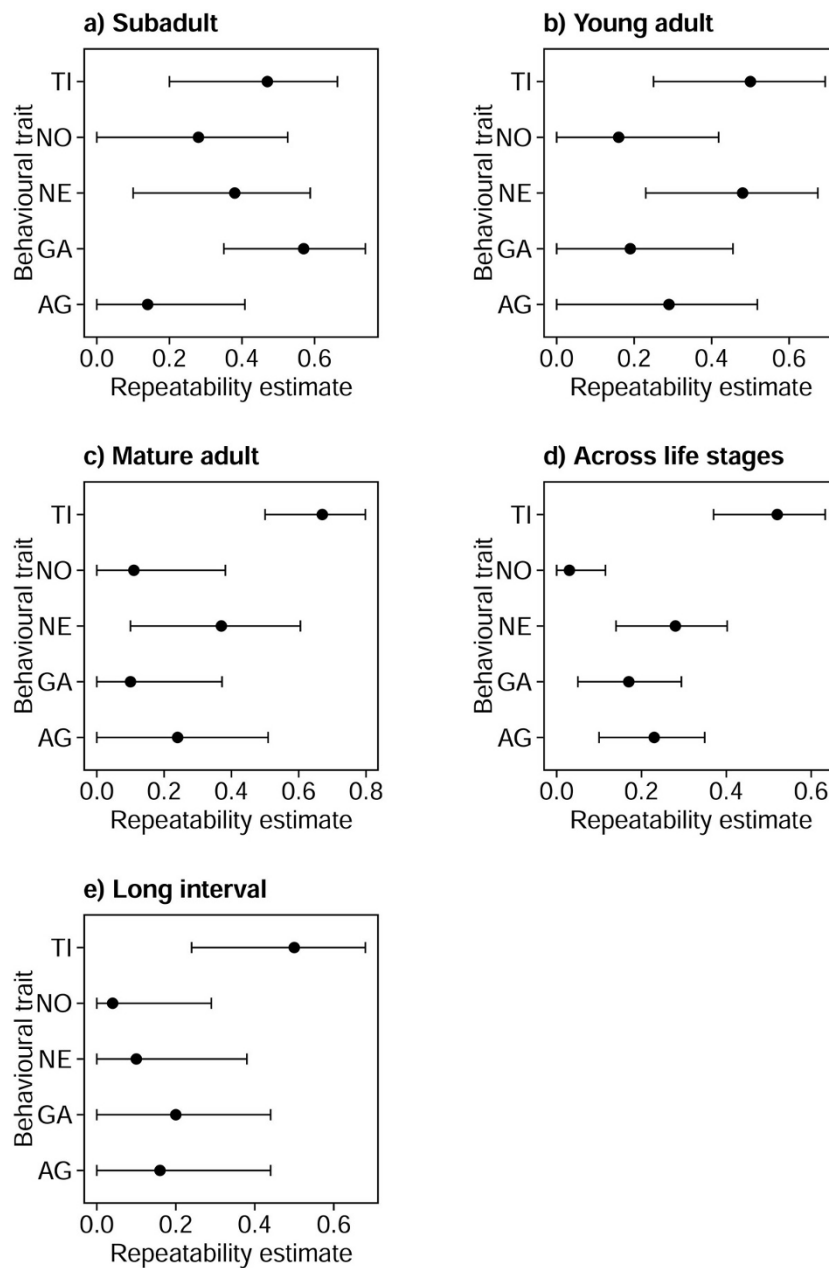 a) Subadult
Behavioural trait
TI
NO
NE
GA
AG
0.0 0.2 0.4 0.6
Repeatability estimate
b) Young adult
Behavioural trait
TI
NO
NE
GA
AG
0.0 0.2 0.4 0.6
Repeatability estimate
c) Mature adult
Behavioural trait
TI
NO
NE
GA
AG
0.0 0.2 0.4 0.6 0.8
Repeatability estimate
d) Across life stages
Behavioural trait
TI
NO
NE
GA
AG
0.0 0.2 0.4 0.6
Repeatability estimate
e) Long interval
Behavioural trait
TI
NO
NE
GA
AG
0.0 0.2 0.4 0.6
Repeatability estimate